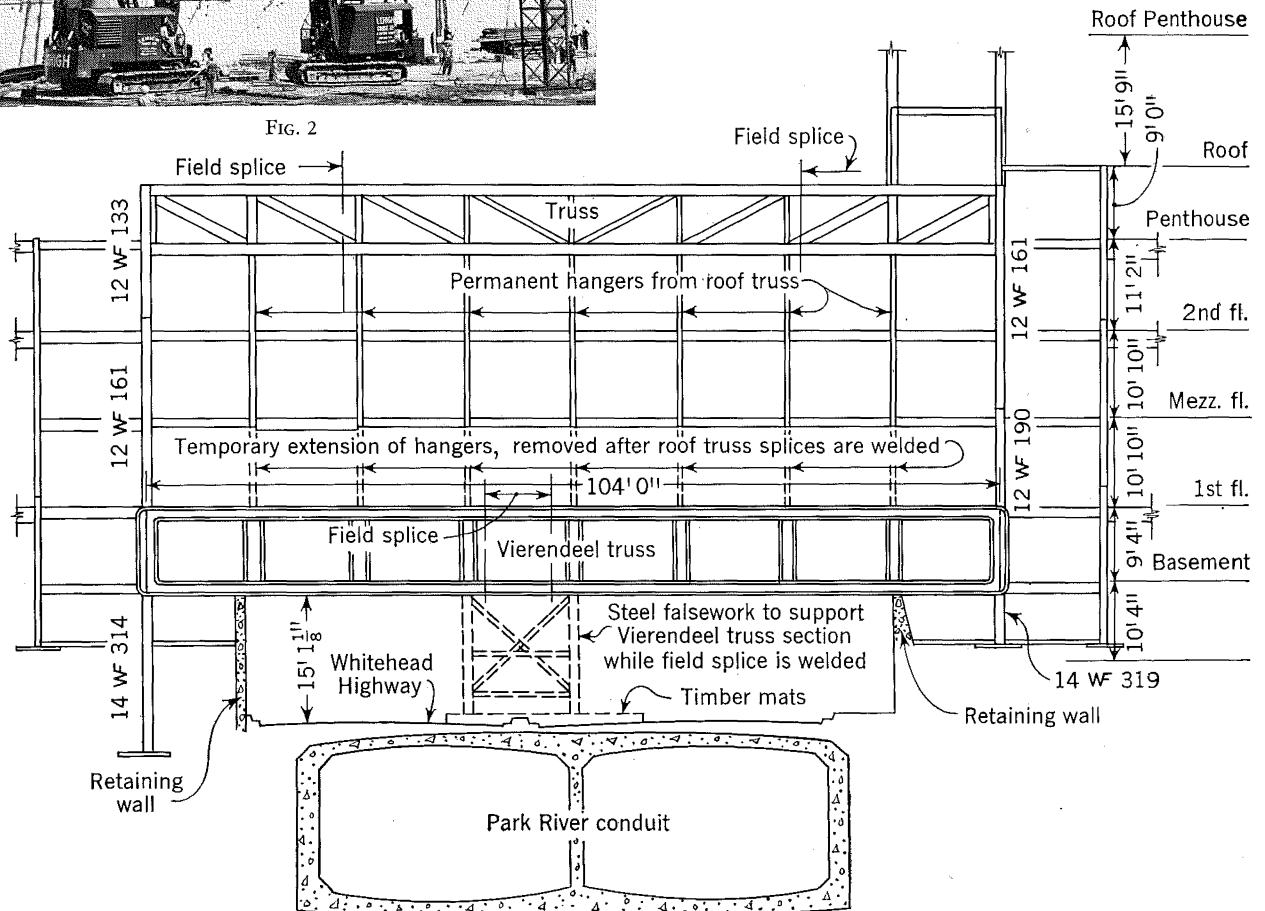 FIG. 2
Roof Penthouse
15' 9"
9' 0"
Field splice
Field splice
Roof
12 WF 133
Truss
Penthouse
12 WF 161
11' 2"
Permanent hangers from roof truss
2nd fl.
12 WF 161
10' 10"
Mezz. fl.
Temporary extension of hangers, removed after roof truss splices are welded
12 WF 190
10' 10"
104' 0"
1st fl.
Field splice
Vierendeel truss
9' 4"
Basement
14 WF 314
15' 1 1/8"
Steel falsework to support
Vierendeel truss section
while field splice is welded
10' 4"
Whitehead
Highway
Timber mats
14 WF 319
Retaining wall
Retaining
wall
Park River conduit